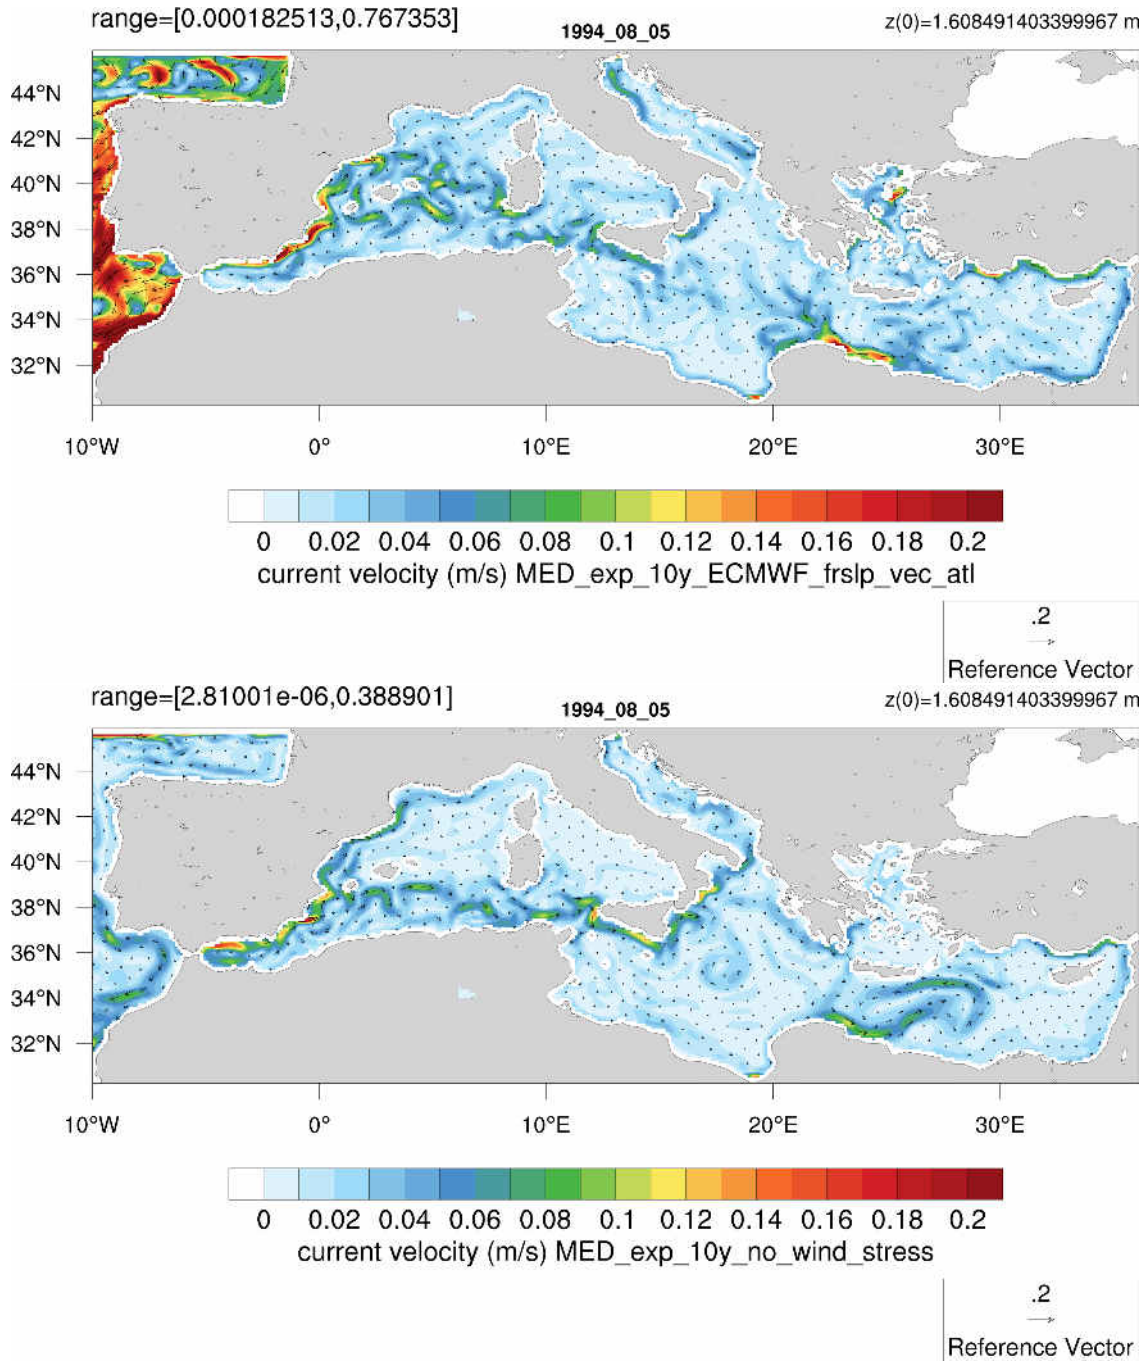 range=[0.000182513,0.767353]
1994_08_05
z(0)=1.608491403399967 m
44°N
42°N
40°N
38°N
36°N
34°N
32°N
10°W 0° 10°E 20°E 30°E
0 0.02 0.04 0.06 0.08 0.1 0.12 0.14 0.16 0.18 0.2
current velocity (m/s) MED_exp_10y_ECMWF_frslp_vec_atl
.2
Reference Vector
range=[2.81001e-06,0.388901]
1994_08_05
z(0)=1.608491403399967 m
44°N
42°N
40°N
38°N
36°N
34°N
32°N
10°W 0° 10°E 20°E 30°E
0 0.02 0.04 0.06 0.08 0.1 0.12 0.14 0.16 0.18 0.2
current velocity (m/s) MED_exp_10y_no_wind_stress
.2
Reference Vector